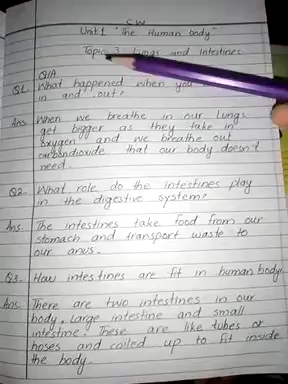 CW
Unit 1 "The Human body"
Topic 3 Lungs and Intestines
Q/A
Q1. What happened when you
in and out?
Ans. When we breathe in our lungs
get bigger as they take in
oxygen and we breathe out
carbondioxide that our body doesn't
need.
Q2. What role do the intestines play
in the digestive system?
Ans. The intestines take food from our
stomach and transport waste to
our anus.
Q3. How intestines are fit in human body
Ans. There are two intestines in our
body, Large intestine and small
intestine. These are like tubes or
hoses and coiled up to fit inside
the body.